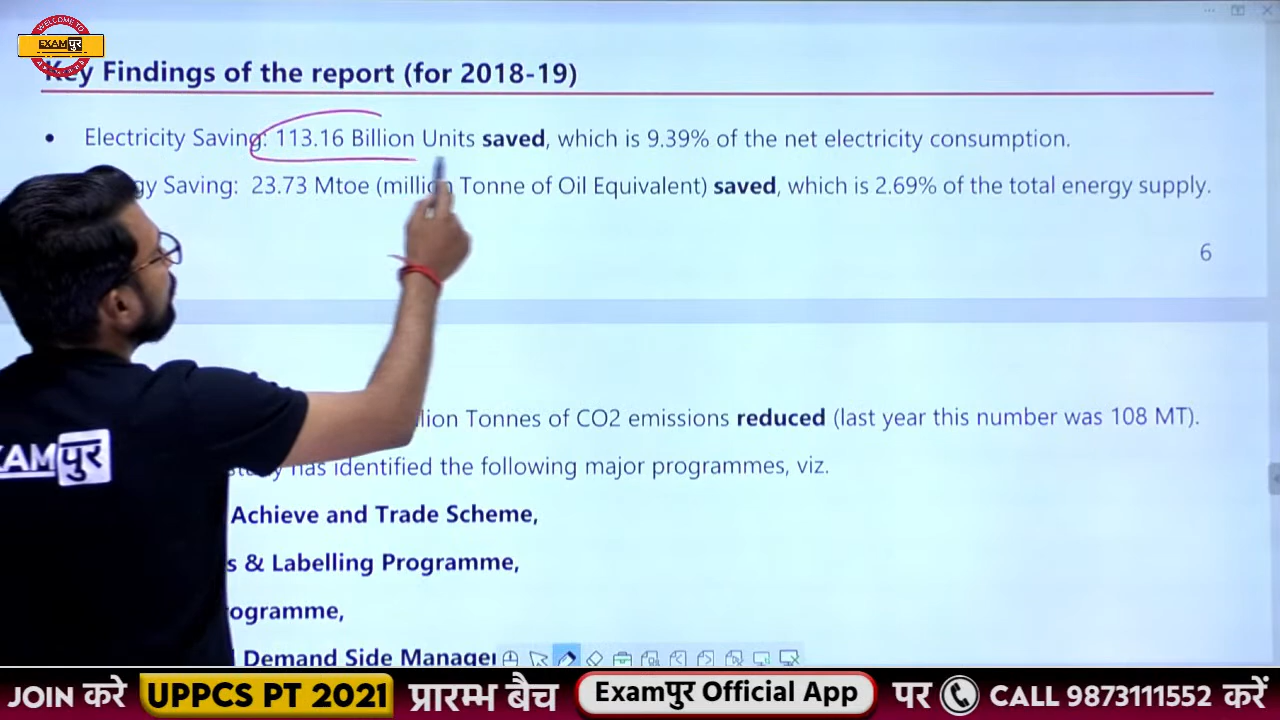 WELCOME TO
EXAMपुर
Key Findings of the report (for 2018-19)
• Electricity Saving: 113.16 Billion Units saved, which is 9.39% of the net electricity consumption.
Saving: 23.73 Mtoe (million Tonne of Oil Equivalent) saved, which is 2.69% of the total energy supply.
6
Tonnes of CO2 emissions reduced (last year this number was 108 MT).
has identified the following major programmes, viz.
Achieve and Trade Scheme,
& Labelling Programme,
Demand Side
पुर
JOIN करे UPPCS PT 2021 प्रारम्भ बैच Examपुर Official App पर CALL 9873111552 करें